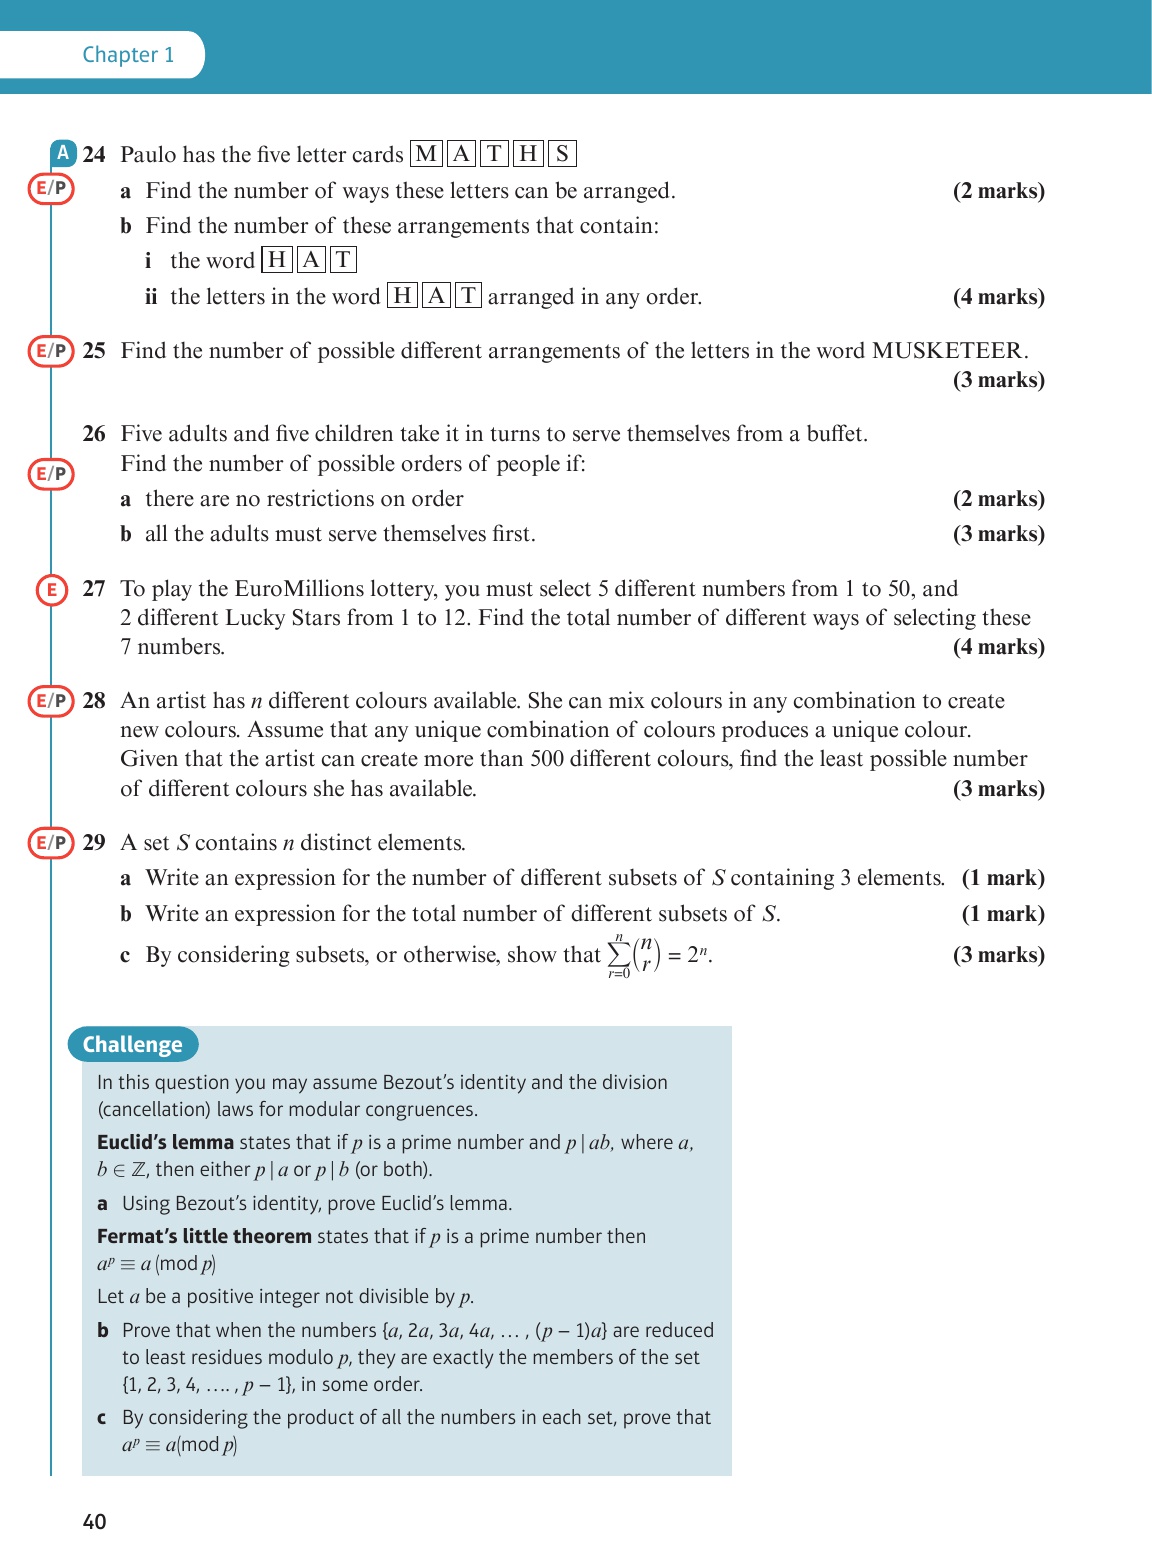 Chapter 1
A 24 Paulo has the five letter cards M A T H S
E/P a Find the number of ways these letters can be arranged. (2 marks)
b Find the number of these arrangements that contain:
i the word H A T
ii the letters in the word H A T arranged in any order. (4 marks)
E/P 25 Find the number of possible different arrangements of the letters in the word MUSKETEER.
(3 marks)
26 Five adults and five children take it in turns to serve themselves from a buffet.
Find the number of possible orders of people if:
E/P
a there are no restrictions on order (2 marks)
b all the adults must serve themselves first. (3 marks)
E 27 To play the EuroMillions lottery, you must select 5 different numbers from 1 to 50, and
2 different Lucky Stars from 1 to 12. Find the total number of different ways of selecting these
7 numbers. (4 marks)
E/P 28 An artist has n different colours available. She can mix colours in any combination to create
new colours. Assume that any unique combination of colours produces a unique colour.
Given that the artist can create more than 500 different colours, find the least possible number
of different colours she has available. (3 marks)
E/P 29 A set S contains n distinct elements.
a Write an expression for the number of different subsets of S containing 3 elements. (1 mark)
b Write an expression for the total number of different subsets of S. (1 mark)
c By considering subsets, or otherwise, show that ∑_{r=0}^{n} (n r) = 2ⁿ. (3 marks)
Challenge
In this question you may assume Bezout’s identity and the division
(cancellation) laws for modular congruences.
Euclid’s lemma states that if p is a prime number and p | ab, where a,
b ∈ ℤ, then either p | a or p | b (or both).
a Using Bezout’s identity, prove Euclid’s lemma.
Fermat’s little theorem states that if p is a prime number then
aᵖ ≡ a (mod p)
Let a be a positive integer not divisible by p.
b Prove that when the numbers {a, 2a, 3a, 4a, … , (p − 1)a} are reduced
to least residues modulo p, they are exactly the members of the set
{1, 2, 3, 4, …. , p − 1}, in some order.
c By considering the product of all the numbers in each set, prove that
aᵖ ≡ a(mod p)
40